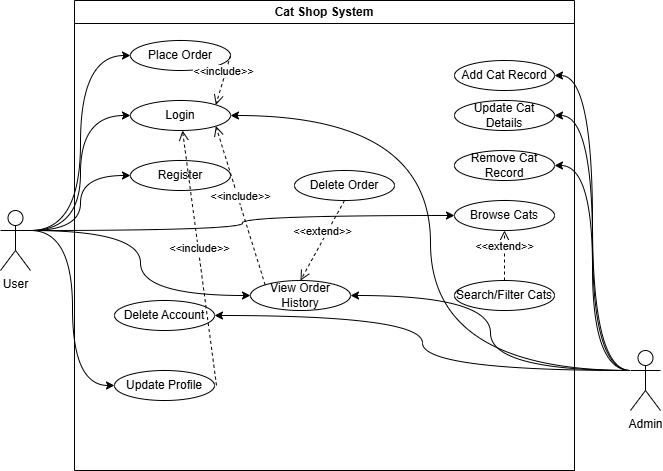 Cat Shop System
Place Order
<<include>>
Add Cat Record
Login
Update Cat
Details
Register
Remove Cat
Record
Delete Order
<<include>>
Browse Cats
<<extend>>
<<include>>
<<extend>>
User
View Order
History
Search/Filter Cats
Delete Account
Update Profile
Admin